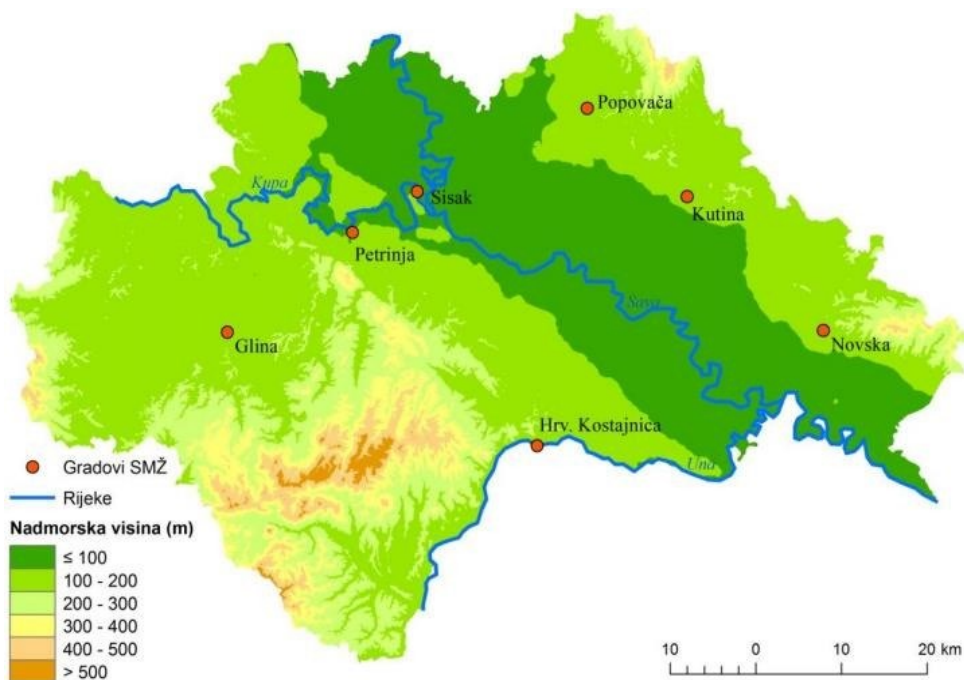 Popovača
Kupa
Sisak
Kutina
Petrinja
Sava
Glina
Novska
Hrv. Kostajnica
Una
Gradovi SMŽ
Rijeke
Nadmorska visina (m)
≤ 100
100 - 200
200 - 300
300 - 400
400 - 500
> 500
10 0 10 20 km